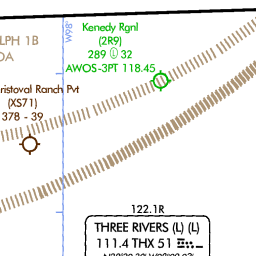 Kenedy Rgnl
(2R9)
289 Ⓛ 32
AWOS-3PT 118.45
LPH 1B
DA
W98°
ristoval Ranch Pvt
(XS71)
378 - 39
122.1R
THREE RIVERS (L) (L)
111.4 THX 51